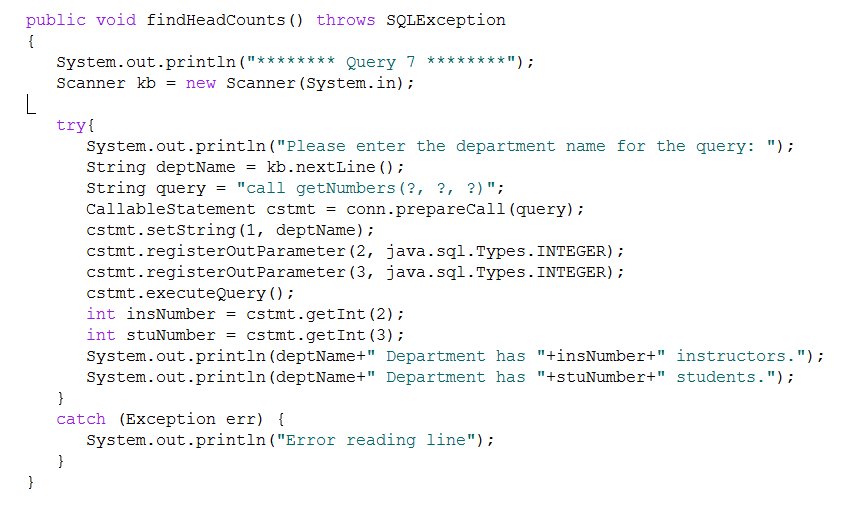 public void findHeadCounts() throws SQLException
{
   System.out.println("******** Query 7 ********");
   Scanner kb = new Scanner(System.in);

   try{
      System.out.println("Please enter the department name for the query: ");
      String deptName = kb.nextLine();
      String query = "call getNumbers(?, ?, ?)";
      CallableStatement cstmt = conn.prepareCall(query);
      cstmt.setString(1, deptName);
      cstmt.registerOutParameter(2, java.sql.Types.INTEGER);
      cstmt.registerOutParameter(3, java.sql.Types.INTEGER);
      cstmt.executeQuery();
      int insNumber = cstmt.getInt(2);
      int stuNumber = cstmt.getInt(3);
      System.out.println(deptName+" Department has "+insNumber+" instructors.");
      System.out.println(deptName+" Department has "+stuNumber+" students.");
   }
   catch (Exception err) {
      System.out.println("Error reading line");
   }
}